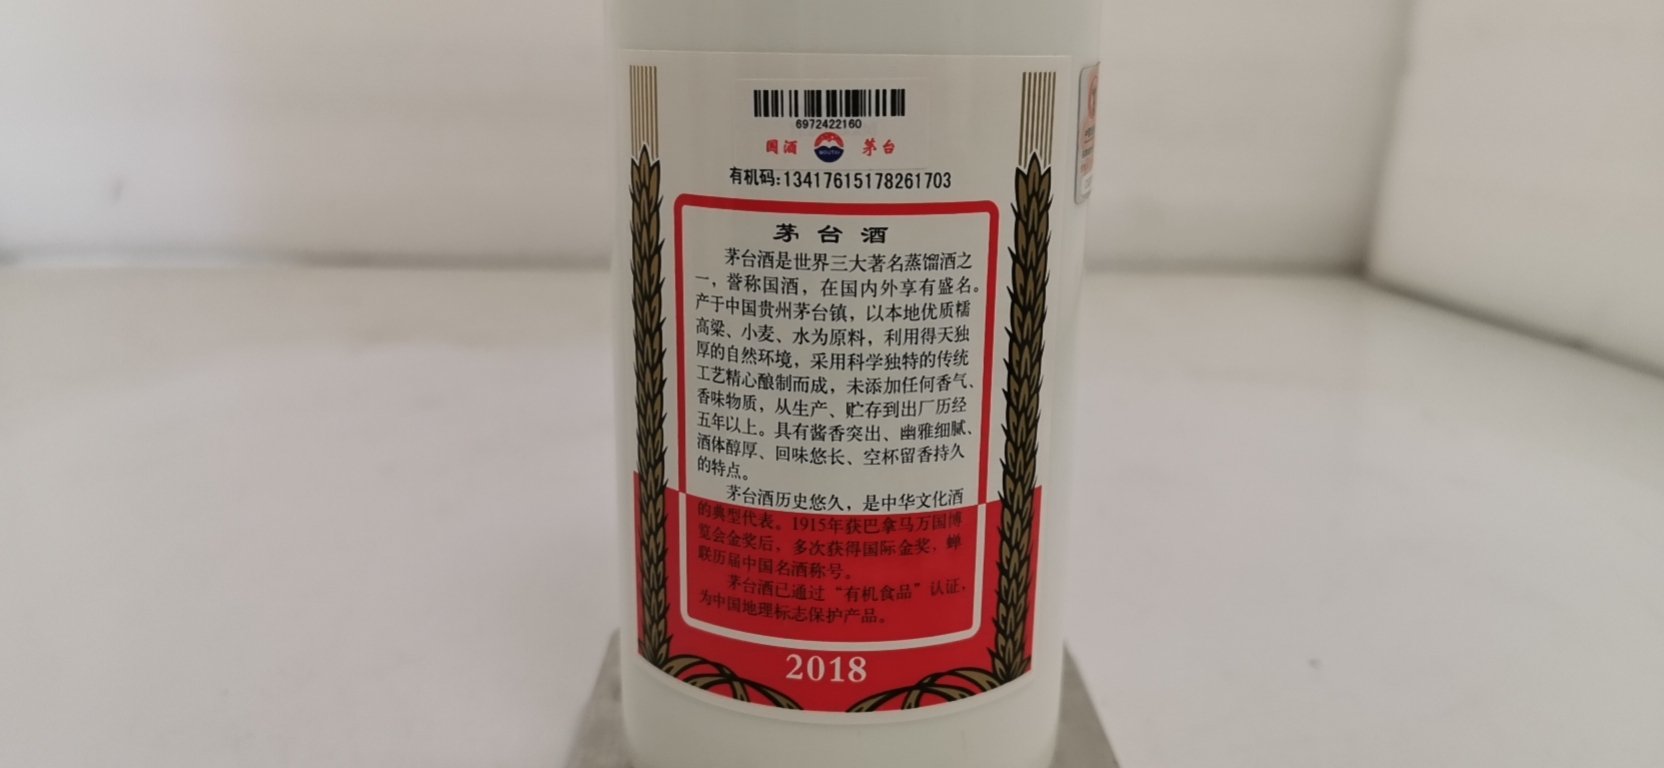 6972422160
国酒 MOUTAI 茅台
有机码:13417615178261703
茅台酒
茅台酒是世界三大著名蒸馏酒之
一，誉称国酒，在国内外享有盛名。
产于中国贵州茅台镇，以本地优质糯
高粱、小麦、水为原料，利用得天独
厚的自然环境，采用科学独特的传统
工艺精心酿制而成，未添加任何香气、
香味物质，从生产、贮存到出厂历经
五年以上。具有酱香突出、幽雅细腻、
酒体醇厚、回味悠长、空杯留香持久
的特点。
茅台酒历史悠久，是中华文化酒
的典型代表。1915年获巴拿马万国博
览会金奖后，多次获得国际金奖，蝉
联历届中国名酒称号。
茅台酒已通过“有机食品”认证，
为中国地理标志保护产品。
2018